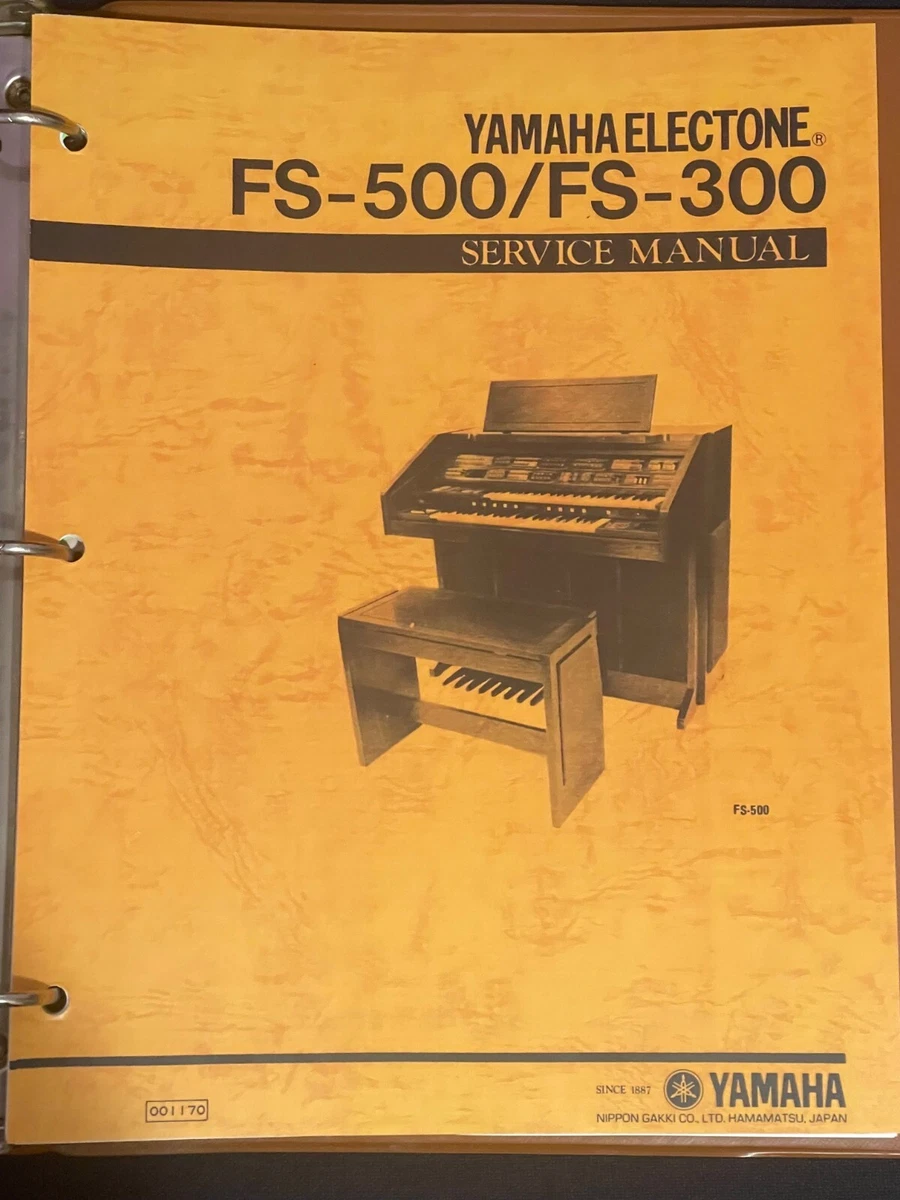 YAMAHA ELECTONE®
FS-500/FS-300
SERVICE MANUAL
FS-500
SINCE 1887 YAMAHA
NIPPON GAKKI CO., LTD. HAMAMATSU, JAPAN
001170